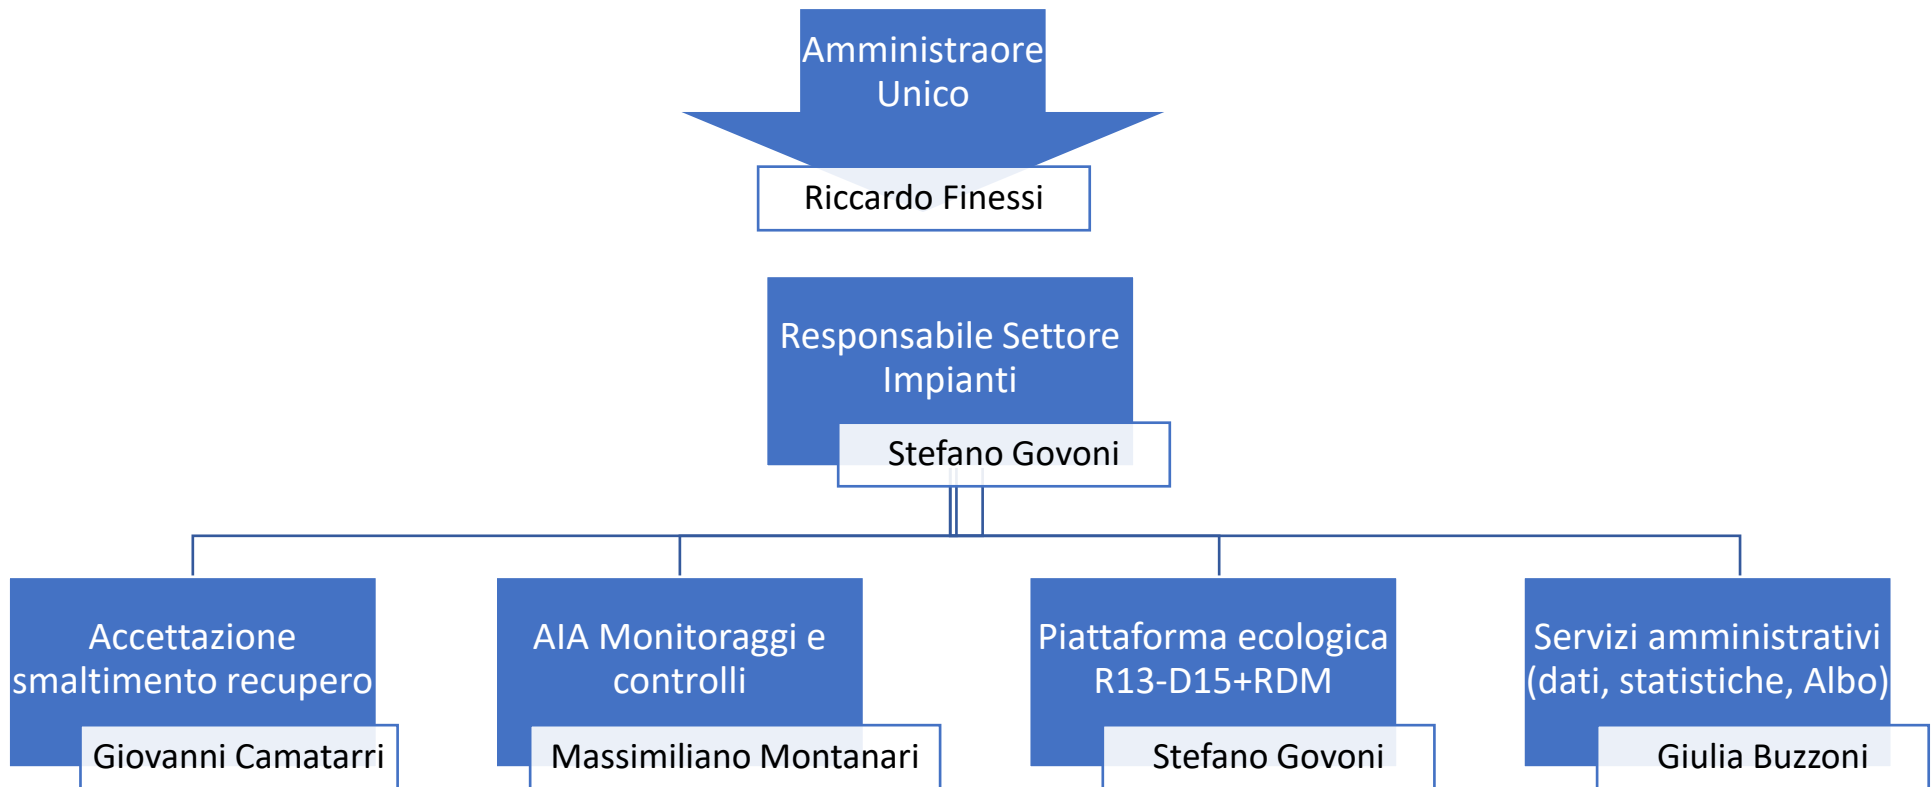 Amministraore
Unico
Riccardo Finessi
Responsabile Settore
Impianti
Stefano Govoni
Accettazione
smaltimento recupero
Giovanni Camatarri
AIA Monitoraggi e
controlli
Massimiliano Montanari
Piattaforma ecologica
R13-D15+RDM
Stefano Govoni
Servizi amministrativi
(dati, statistiche, Albo)
Giulia Buzzoni